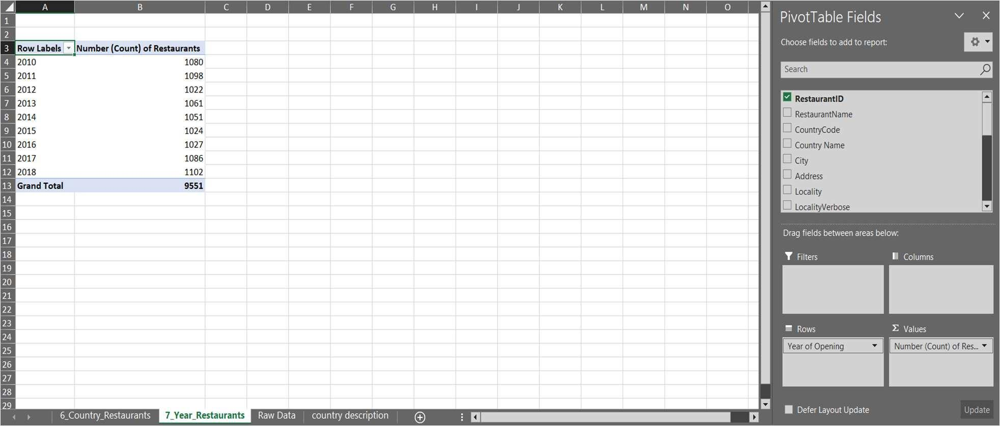 A B C D E F G H I J K L M N O
1
2
3 Row Labels Number (Count) of Restaurants
4 2010 1080
5 2011 1098
6 2012 1022
7 2013 1061
8 2014 1051
9 2015 1024
10 2016 1027
11 2017 1086
12 2018 1102
13 Grand Total 9551
14
15
16
17
18
19
20
21
22
23
24
25
26
27
28
29
6_Country_Restaurants 7_Year_Restaurants Raw Data country description
PivotTable Fields
Choose fields to add to report:
Search
RestaurantID
RestaurantName
CountryCode
Country Name
City
Address
Locality
LocalityVerbose
Drag fields between areas below:
Filters Columns
Rows Σ Values
Year of Opening Number (Count) of Res...
Defer Layout Update Update